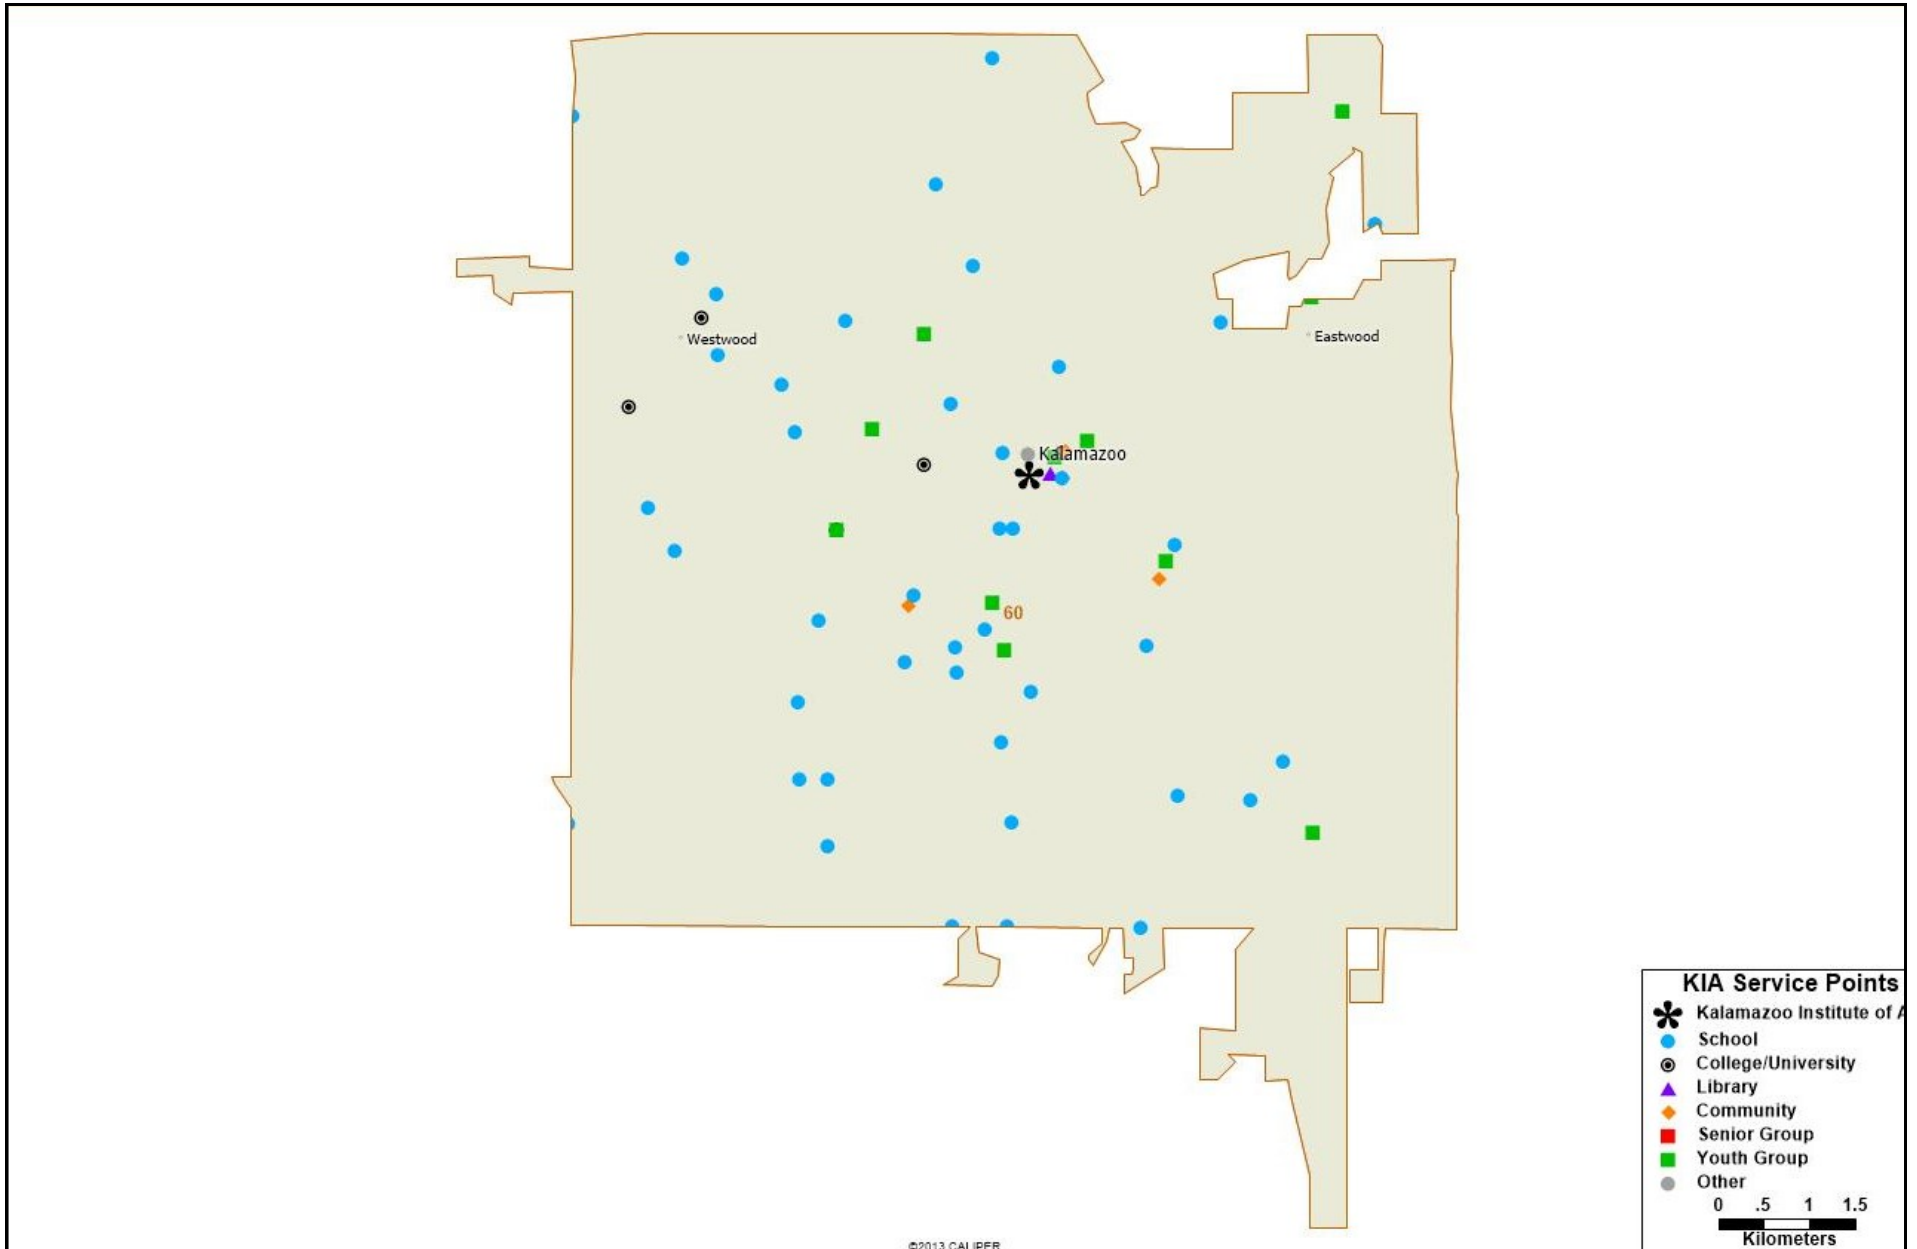 Westwood
Eastwood
Kalamazoo
60
KIA Service Points
Kalamazoo Institute of A
School
College/University
Library
Community
Senior Group
Youth Group
Other
0 .5 1 1.5
Kilometers
©2013 CALIPER